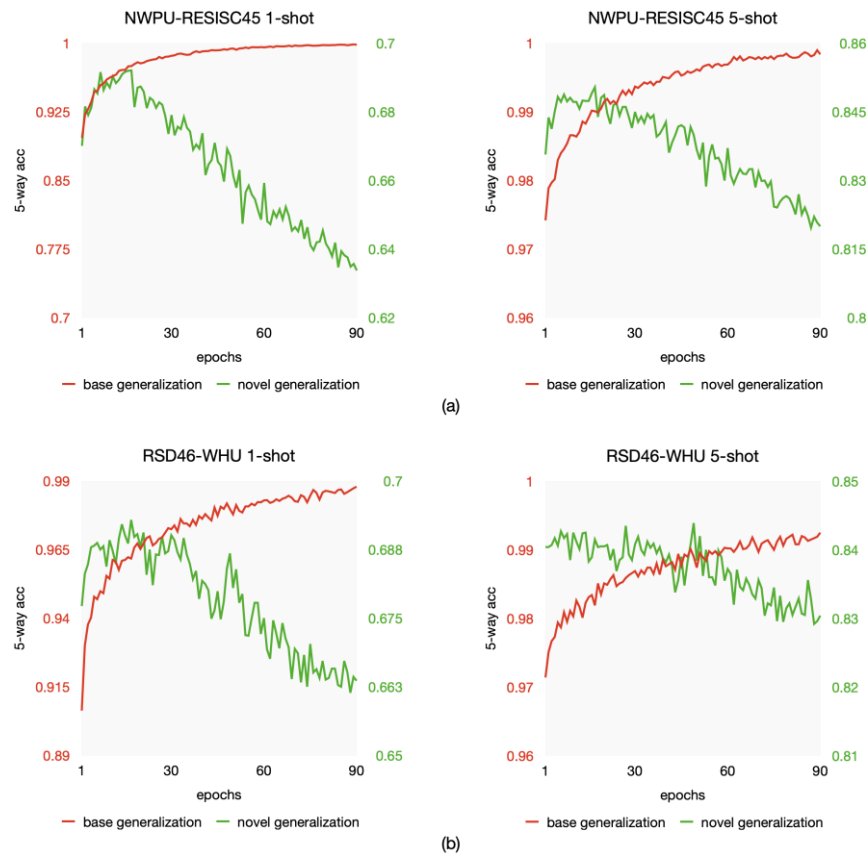 NWPU-RESISC45 1-shot
1
0.925
0.85
0.775
0.7
5-way acc
0.7
0.68
0.66
0.64
0.62
1
30
60
90
epochs
base generalization
novel generalization
NWPU-RESISC45 5-shot
1
0.99
0.98
0.97
0.96
5-way acc
0.86
0.845
0.83
0.815
0.8
1
30
60
90
epochs
base generalization
novel generalization
(a)
RSD46-WHU 1-shot
0.99
0.965
0.94
0.915
0.89
5-way acc
0.7
0.688
0.675
0.663
0.65
1
30
60
90
epochs
base generalization
novel generalization
RSD46-WHU 5-shot
1
0.99
0.98
0.97
0.96
5-way acc
0.85
0.84
0.83
0.82
0.81
1
30
60
90
epochs
base generalization
novel generalization
(b)